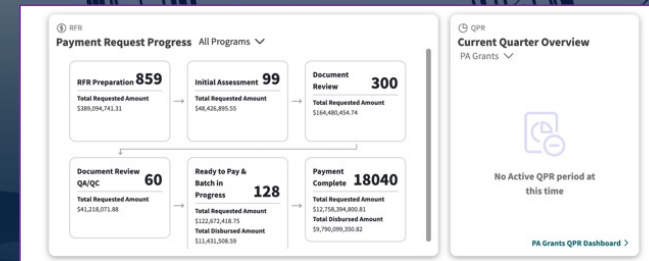 RFR
Payment Request Progress All Programs
RFR Preparation 859
Total Requested Amount
$389,094,741.31
Initial Assessment 99
Total Requested Amount
$48,426,895.55
Document
Review 300
Total Requested Amount
$164,480,454.74
Document Review
QA/QC 60
Total Requested Amount
$41,218,071.88
Ready to Pay &
Batch in
Progress 128
Total Requested Amount
$122,672,418.75
Total Disbursed Amount
$11,431,508.59
Payment
Complete 18040
Total Requested Amount
$12,758,394,800.81
Total Disbursed Amount
$9,790,099,350.82
QPR
Current Quarter Overview
PA Grants
No Active QPR period at
this time
PA Grants QPR Dashboard